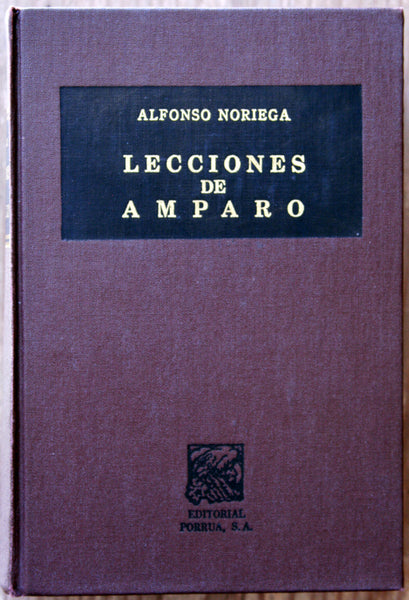 ALFONSO NORIEGA
LECCIONES
DE
AMPARO
EDITORIAL
PORRUA, S.A.